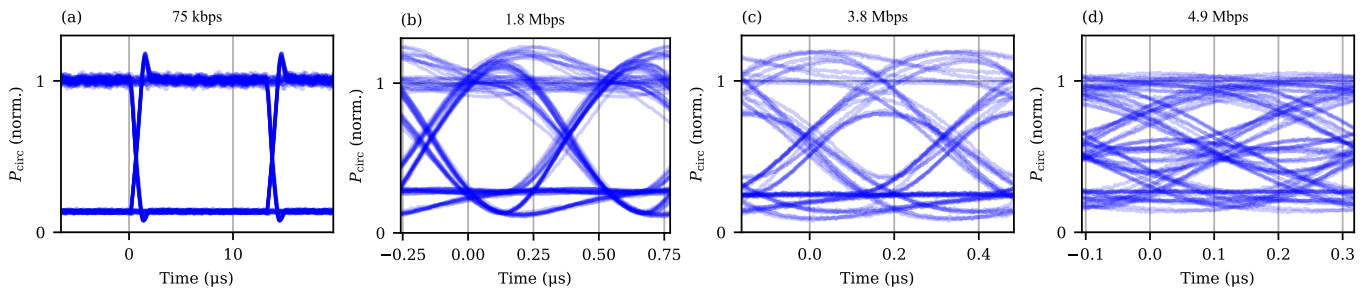 (a) 75 kbps
P_circ (norm.)
1
0
0 10
Time (μs)
(b) 1.8 Mbps
P_circ (norm.)
1
0
−0.25 0.00 0.25 0.50 0.75
Time (μs)
(c) 3.8 Mbps
P_circ (norm.)
1
0
0.0 0.2 0.4
Time (μs)
(d) 4.9 Mbps
P_circ (norm.)
1
0
−0.1 0.0 0.1 0.2 0.3
Time (μs)